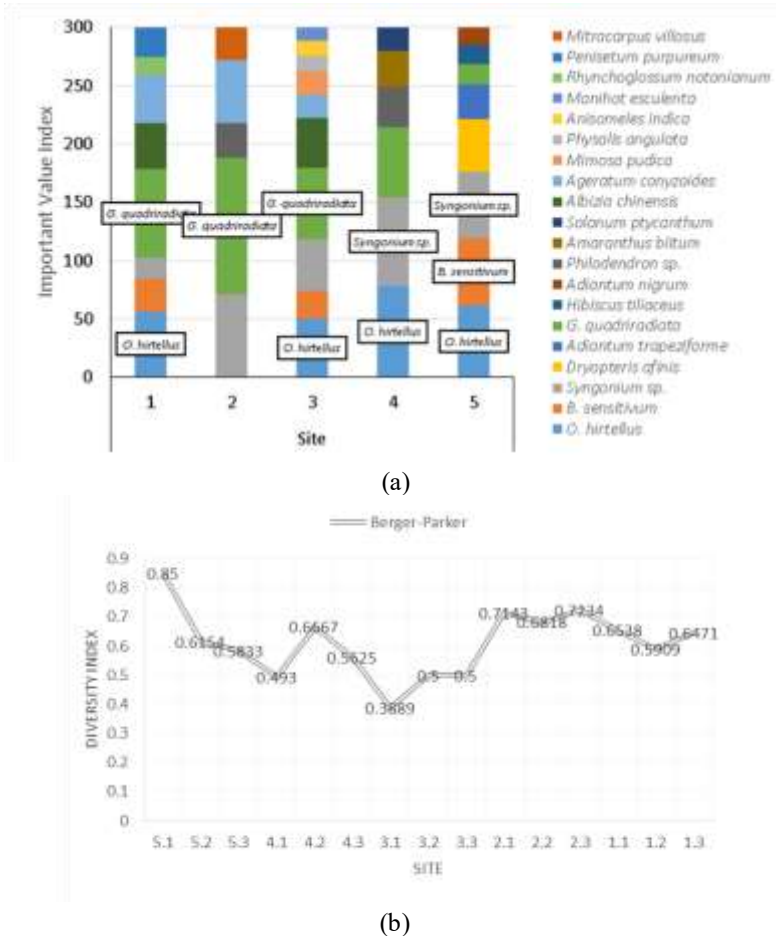 300
250
200
150
100
50
0
Important Value Index
G. quadriradiata
O. hirtellus
G. quadriradiata
G. quadriradiata
O. hirtellus
Syngonium sp.
O. hirtellus
Syngonium sp.
B. sensitivum
O. hirtellus
1 2 3 4 5
Site
Mitracarpus villosus
Penisetum purpureum
Rhynchoglossum notonianum
Manihot esculenta
Anisomeles indica
Physalis angulata
Mimosa pudica
Ageratum conyzoides
Albizia chinensis
Solanum ptycanthum
Amaranthus blitum
Philodendron sp.
Adiantum nigrum
Hibiscus tiliaceus
G. quadriradiata
Adiantum trapeziforme
Dryopteris afinis
Syngonium sp.
B. sensitivum
O. hirtellus
(a)
Berger-Parker
0.9
0.8
0.7
0.6
0.5
0.4
0.3
0.2
0.1
0
DIVERSITY INDEX
0.85 0.6154 0.5833 0.493 0.6667 0.5625 0.3889 0.5 0.5 0.7143 0.6818 0.7234 0.6538 0.5909 0.6471
5.1 5.2 5.3 4.1 4.2 4.3 3.1 3.2 3.3 2.1 2.2 2.3 1.1 1.2 1.3
SITE
(b)